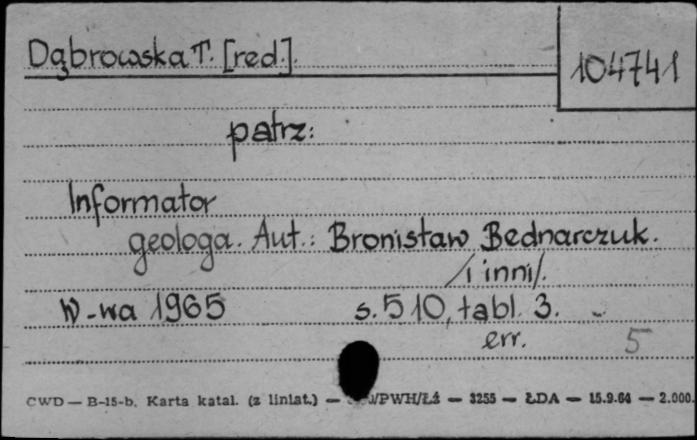 Dąbrowska T. [red.].
104741
patrz:
Informator
geologa. Aut.: Bronisław Bednarczuk.
/i inni/.
W-wa 1965 s. 510, tabl. 3.
err. 5
CWD — B-15-b. Karta katal. (z liniat.) — /PWH/Łź — 3255 — ŁDA — 15.9.64 — 2.000.